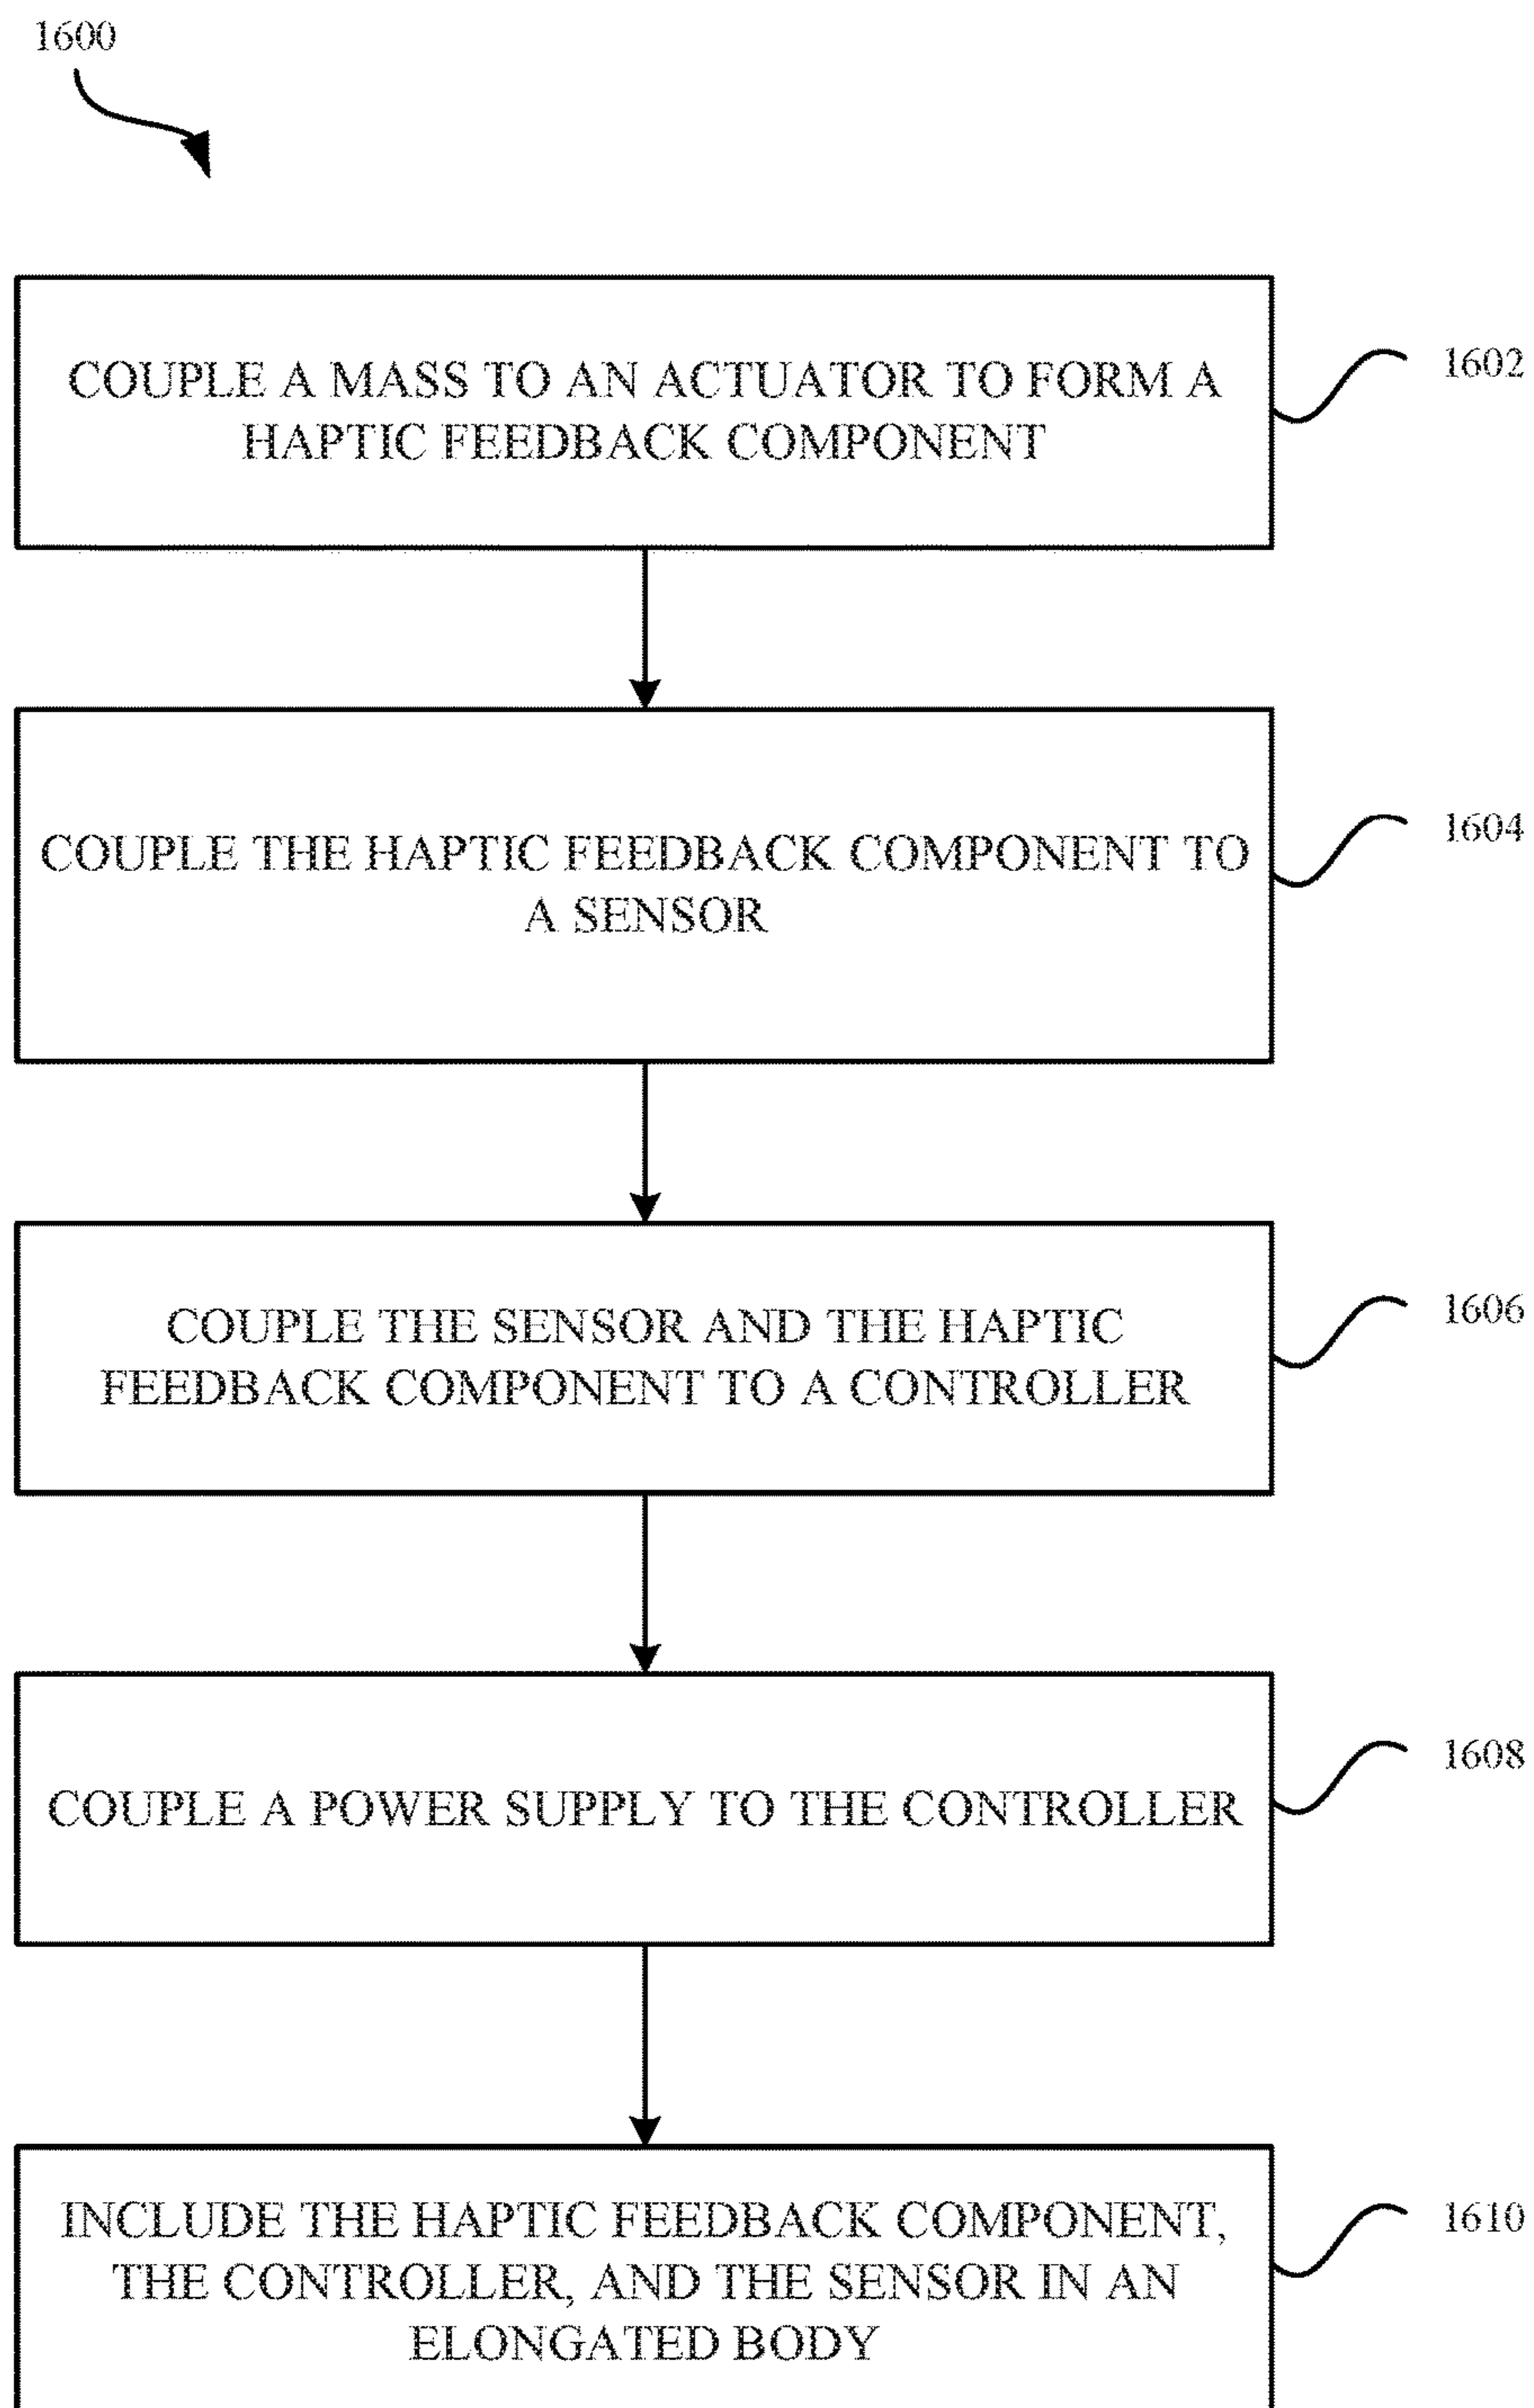 1600
COUPLE A MASS TO AN ACTUATOR TO FORM A
HAPTIC FEEDBACK COMPONENT
1602
COUPLE THE HAPTIC FEEDBACK COMPONENT TO
A SENSOR
1604
COUPLE THE SENSOR AND THE HAPTIC
FEEDBACK COMPONENT TO A CONTROLLER
1606
COUPLE A POWER SUPPLY TO THE CONTROLLER
1608
INCLUDE THE HAPTIC FEEDBACK COMPONENT,
THE CONTROLLER, AND THE SENSOR IN AN
ELONGATED BODY
1610